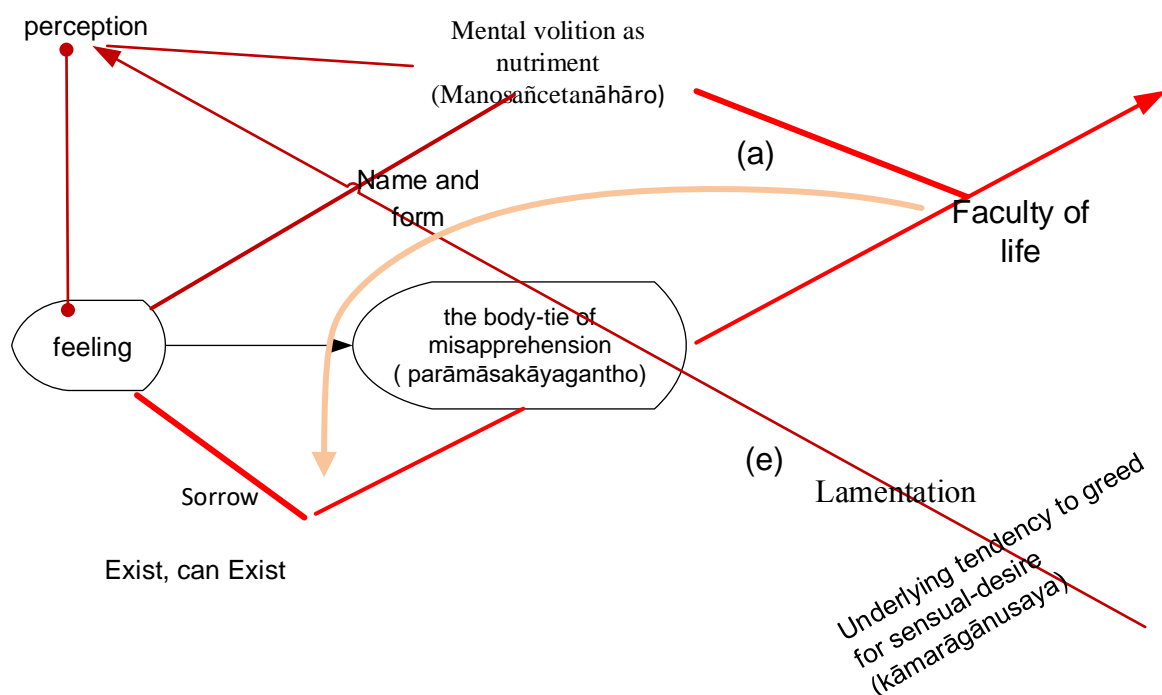 perception
Mental volition as
nutriment
(Manosañcetanāhāro)
(a)
Name and
form
Faculty of
life
feeling
the body-tie of
misapprehension
( parāmāsakāyagantho)
(e)
Sorrow
Lamentation
Underlying tendency to greed
for sensual-desire
(kāmarāgānusaya)
Exist, can Exist